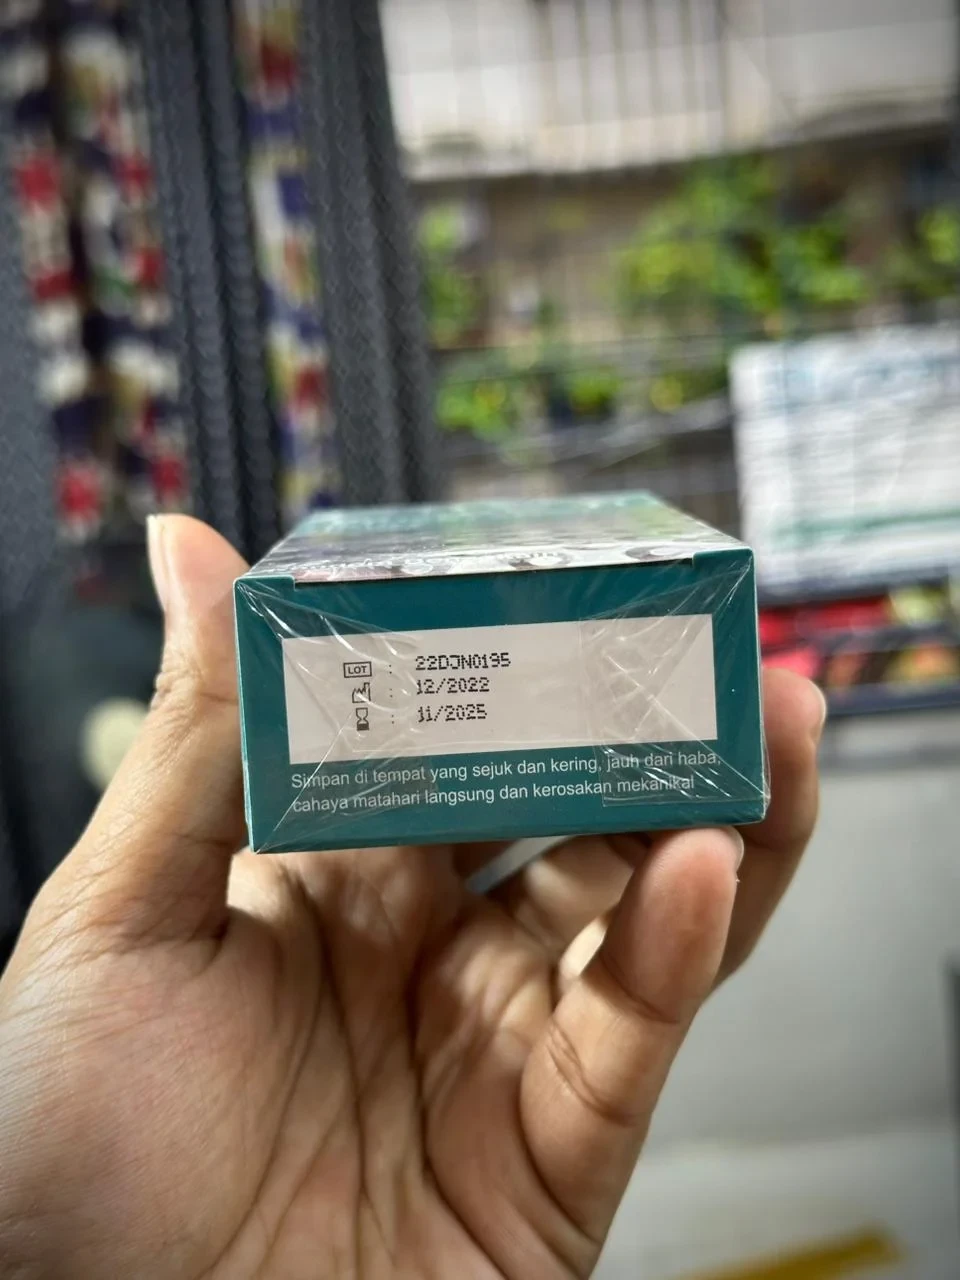 LOT : 22DJN0195
: 12/2022
: 11/2025
Simpan di tempat yang sejuk dan kering, jauh dari haba,
cahaya matahari langsung dan kerosakan mekanikal